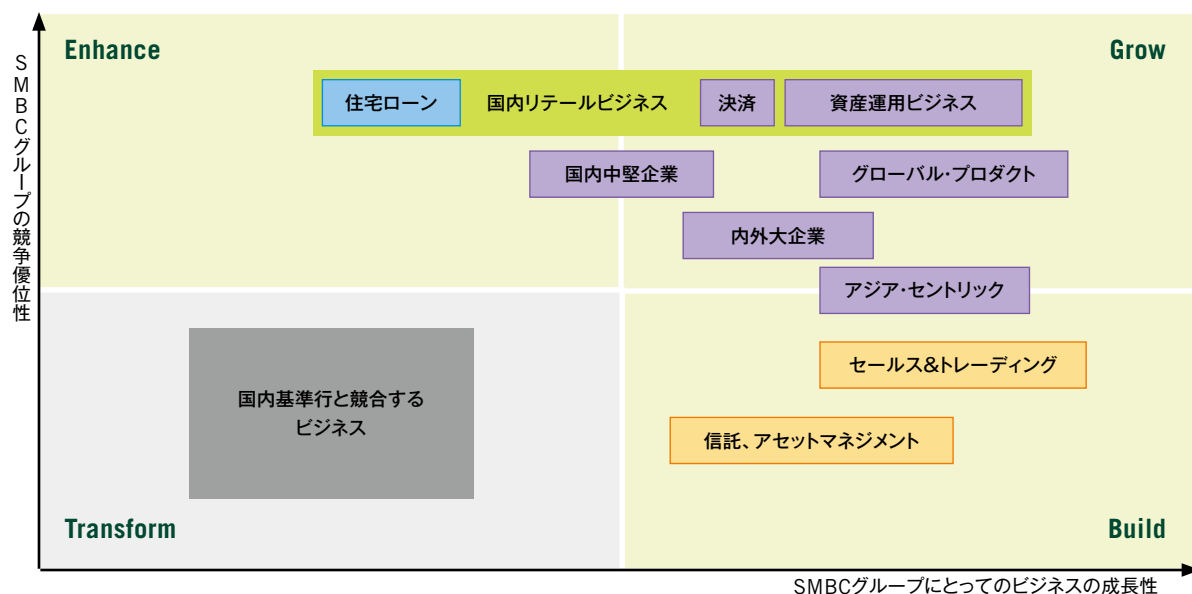 Enhance
Grow
SMBCグループの競争優位性
住宅ローン
国内リテールビジネス
決済
資産運用ビジネス
国内中堅企業
グローバル・プロダクト
内外大企業
アジア・セントリック
セールス&トレーディング
国内基準行と競合する
ビジネス
信託、アセットマネジメント
Transform
Build
SMBCグループにとってのビジネスの成長性